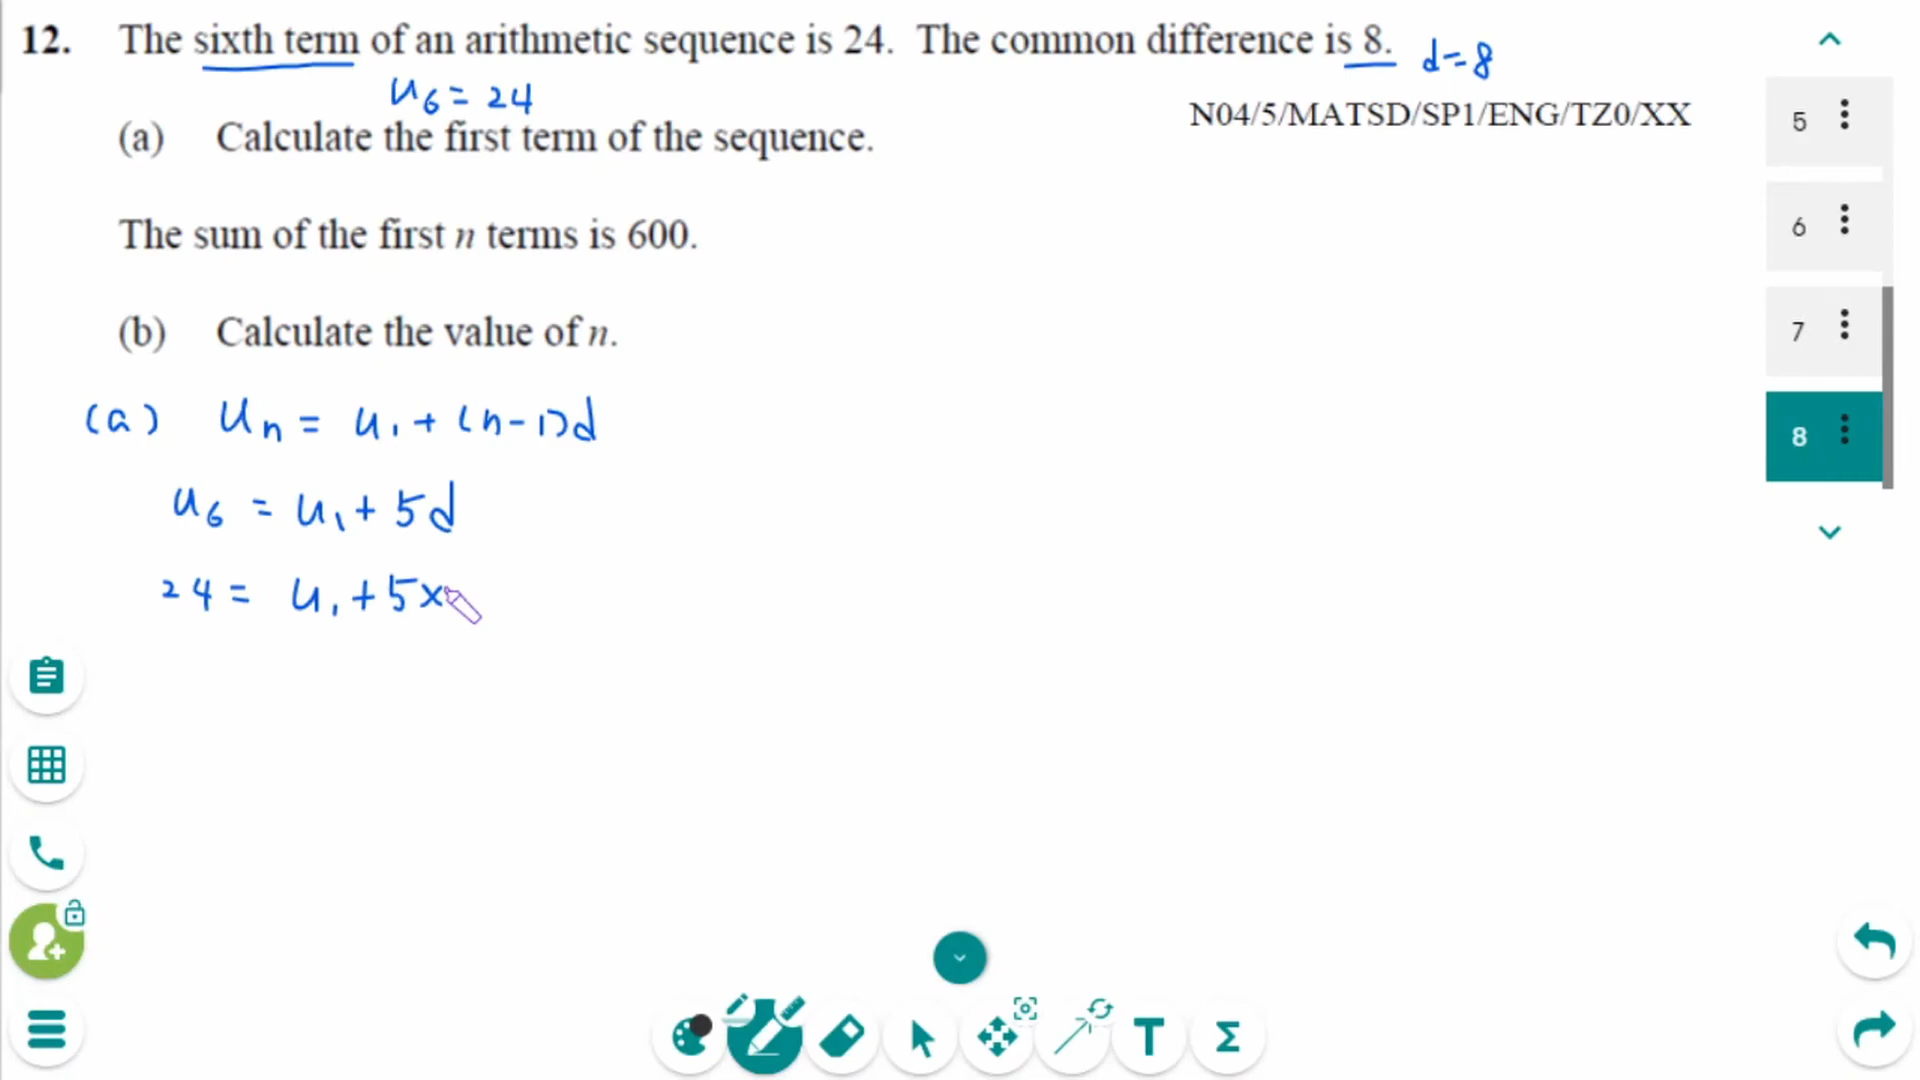 12. The sixth term of an arithmetic sequence is 24. The common difference is 8. d=8
u₆ = 24
N04/5/MATSD/SP1/ENG/TZ0/XX
(a) Calculate the first term of the sequence.
The sum of the first n terms is 600.
(b) Calculate the value of n.
(a) uₙ = u₁ + (n-1)d
u₆ = u₁ + 5d
24 = u₁ + 5×
5
6
7
8
T
Σ